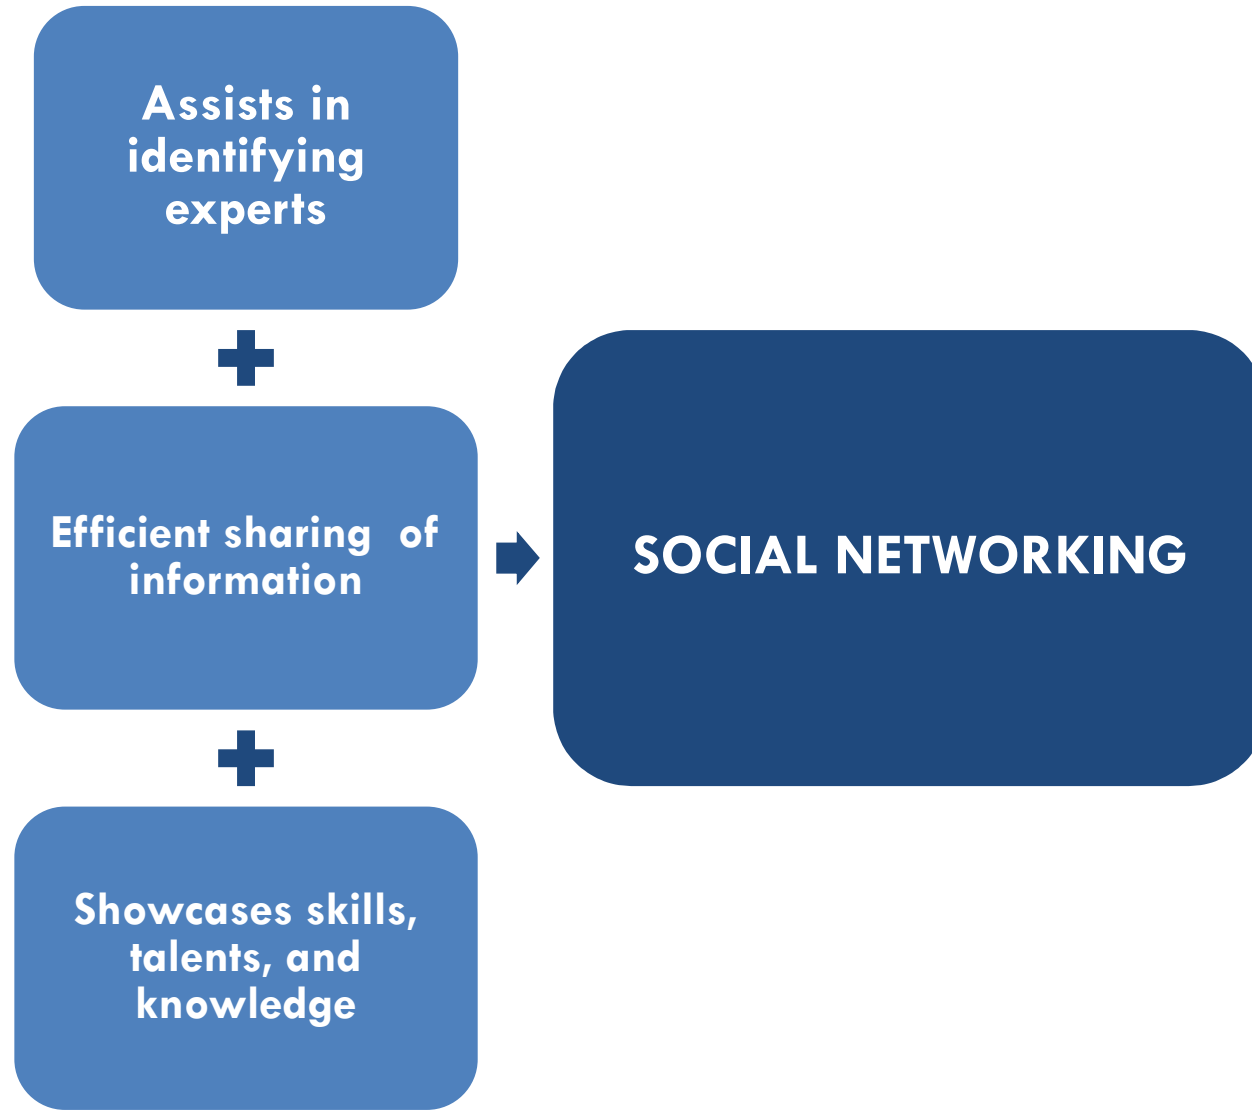 Assists in
identifying
experts
Efficient sharing  of
information
SOCIAL NETWORKING
Showcases skills,
talents, and
knowledge